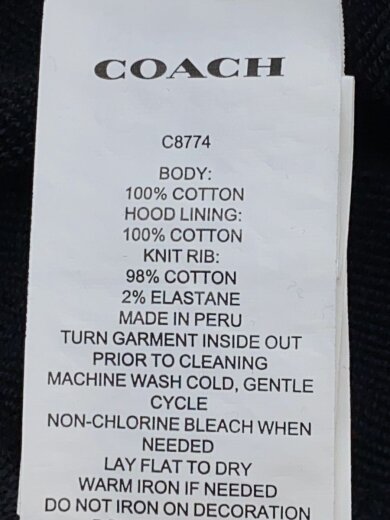 COACH
C8774
BODY:
100% COTTON
HOOD LINING:
100% COTTON
KNIT RIB:
98% COTTON
2% ELASTANE
MADE IN PERU
TURN GARMENT INSIDE OUT
PRIOR TO CLEANING
MACHINE WASH COLD, GENTLE
CYCLE
NON-CHLORINE BLEACH WHEN
NEEDED
LAY FLAT TO DRY
WARM IRON IF NEEDED
DO NOT IRON ON DECORATION